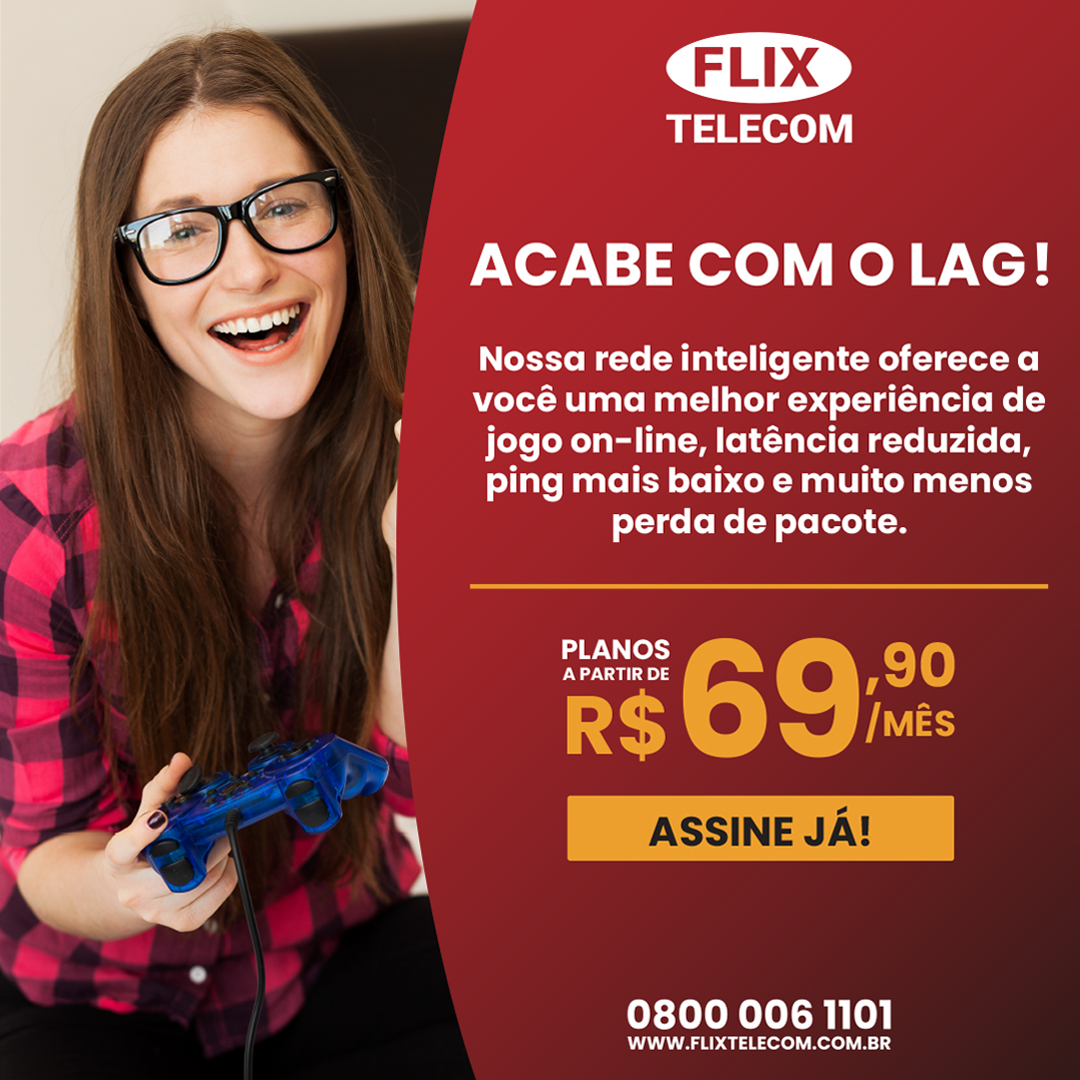 FLIX
TELECOM
ACABE COM O LAG!
Nossa rede inteligente oferece a
você uma melhor experiência de
jogo on-line, latência reduzida,
ping mais baixo e muito menos
perda de pacote.
PLANOS
A PARTIR DE
R$ 69,90
/MÊS
ASSINE JÁ!
0800 006 1101
WWW.FLIXTELECOM.COM.BR